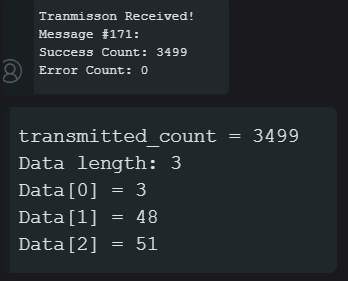 Tranmisson Received!
Message #171:
Success Count: 3499
Error Count: 0
transmitted_count = 3499
Data length: 3
Data[0] = 3
Data[1] = 48
Data[2] = 51